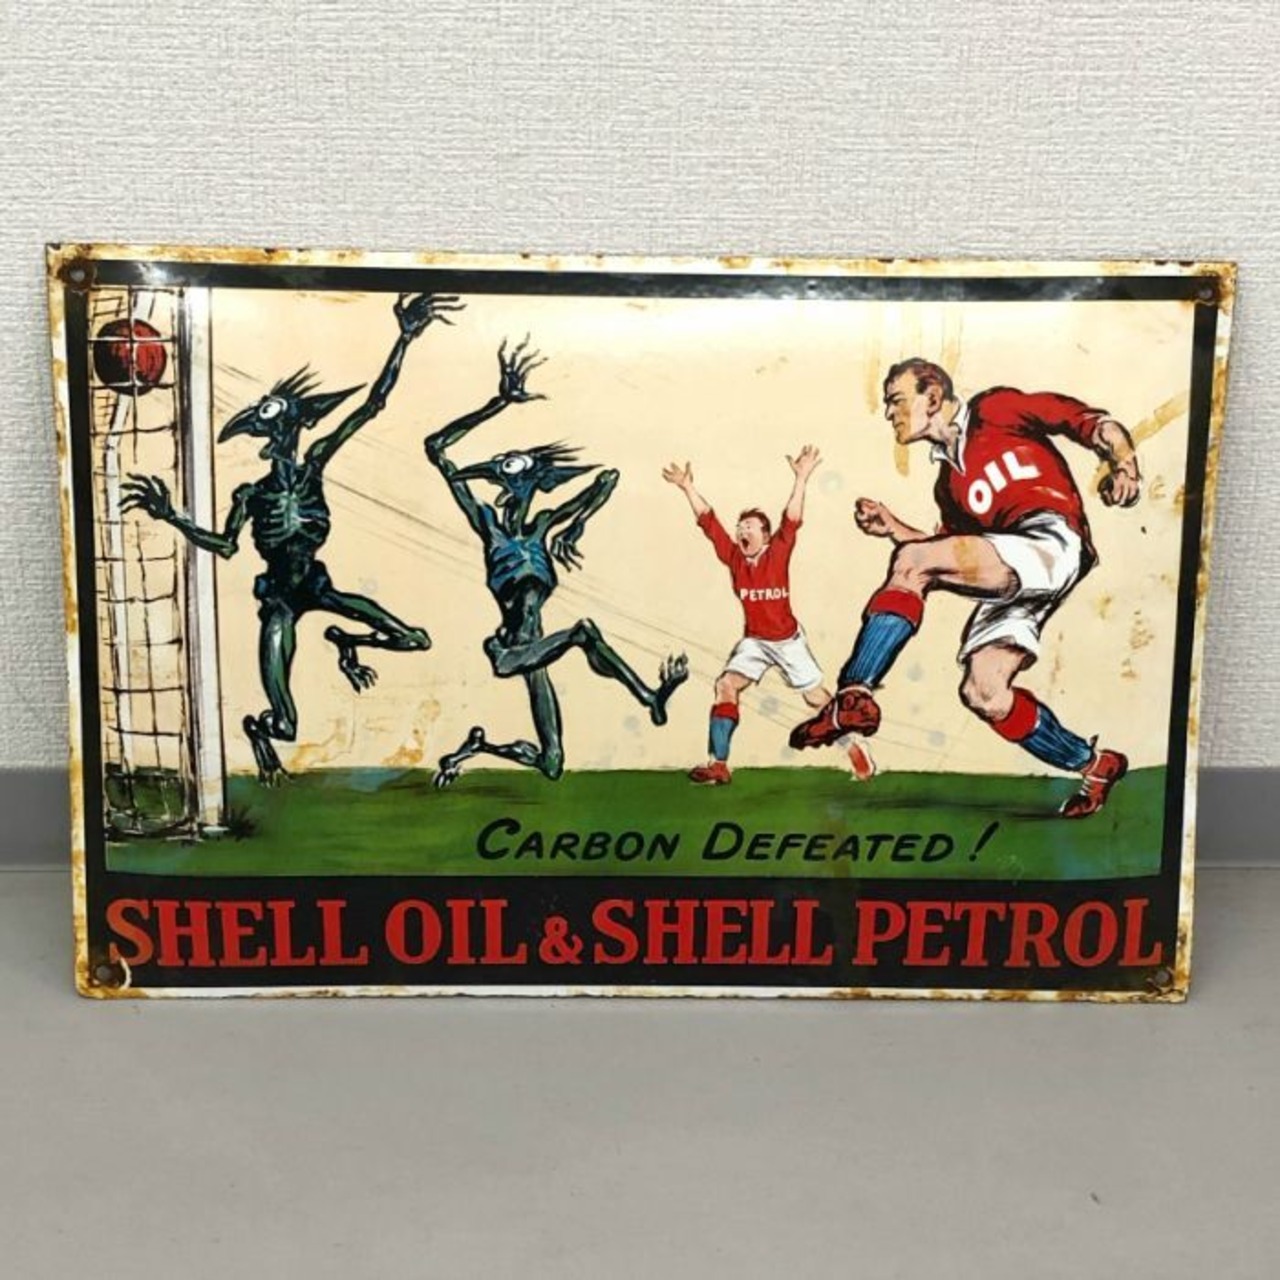 OIL
PETROL
CARBON DEFEATED!
SHELL OIL & SHELL PETROL